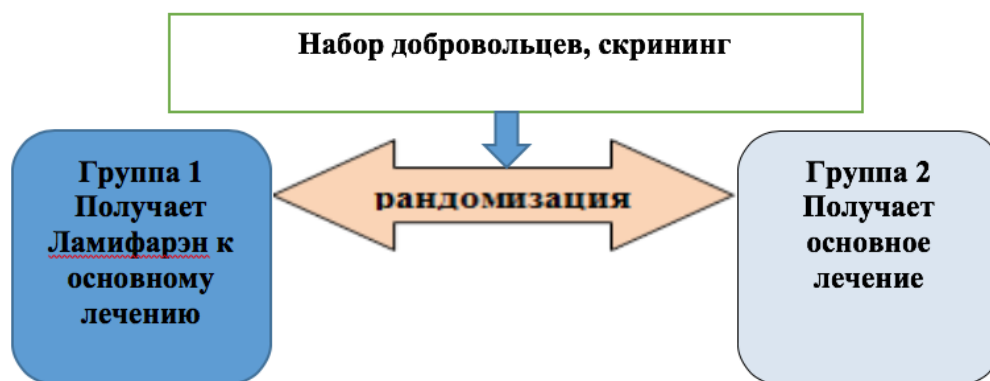 Набор добровольцев, скрининг
Группа 1
Получает
Ламифарэн к
основному
лечению
рандомизация
Группа 2
Получает
основное
лечение